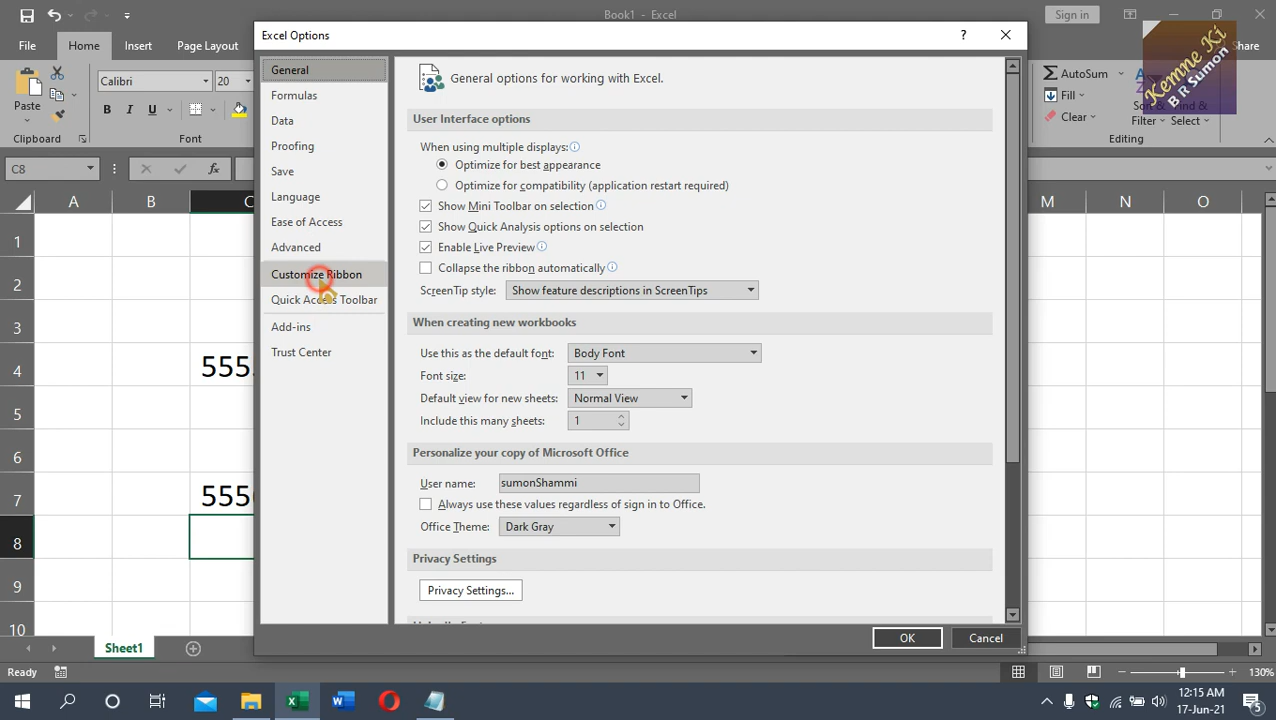 Book1 - Excel
Sign in
File
Home
Insert
Page Layout
Share
Kemne Ki
B R Sumon
Excel Options
?
Paste
Calibri
20
B
I
U
Clipboard
Font
AutoSum
Fill
Clear
Sort &
Filter
Find &
Select
Editing
C8
fx
A
B
C
M
N
O
1
2
3
4
5
6
7
8
9
10
General
Formulas
Data
Proofing
Save
Language
Ease of Access
Advanced
Customize Ribbon
Quick Access Toolbar
Add-ins
Trust Center
General options for working with Excel.
User Interface options
When using multiple displays:
Optimize for best appearance
Optimize for compatibility (application restart required)
Show Mini Toolbar on selection
Show Quick Analysis options on selection
Enable Live Preview
Collapse the ribbon automatically
ScreenTip style: Show feature descriptions in ScreenTips
When creating new workbooks
Use this as the default font: Body Font
Font size: 11
Default view for new sheets: Normal View
Include this many sheets: 1
Personalize your copy of Microsoft Office
User name: sumonShammi
Always use these values regardless of sign in to Office.
Office Theme: Dark Gray
Privacy Settings
Privacy Settings...
OK
Cancel
Sheet1
Ready
130%
12:15 AM
17-Jun-21
5